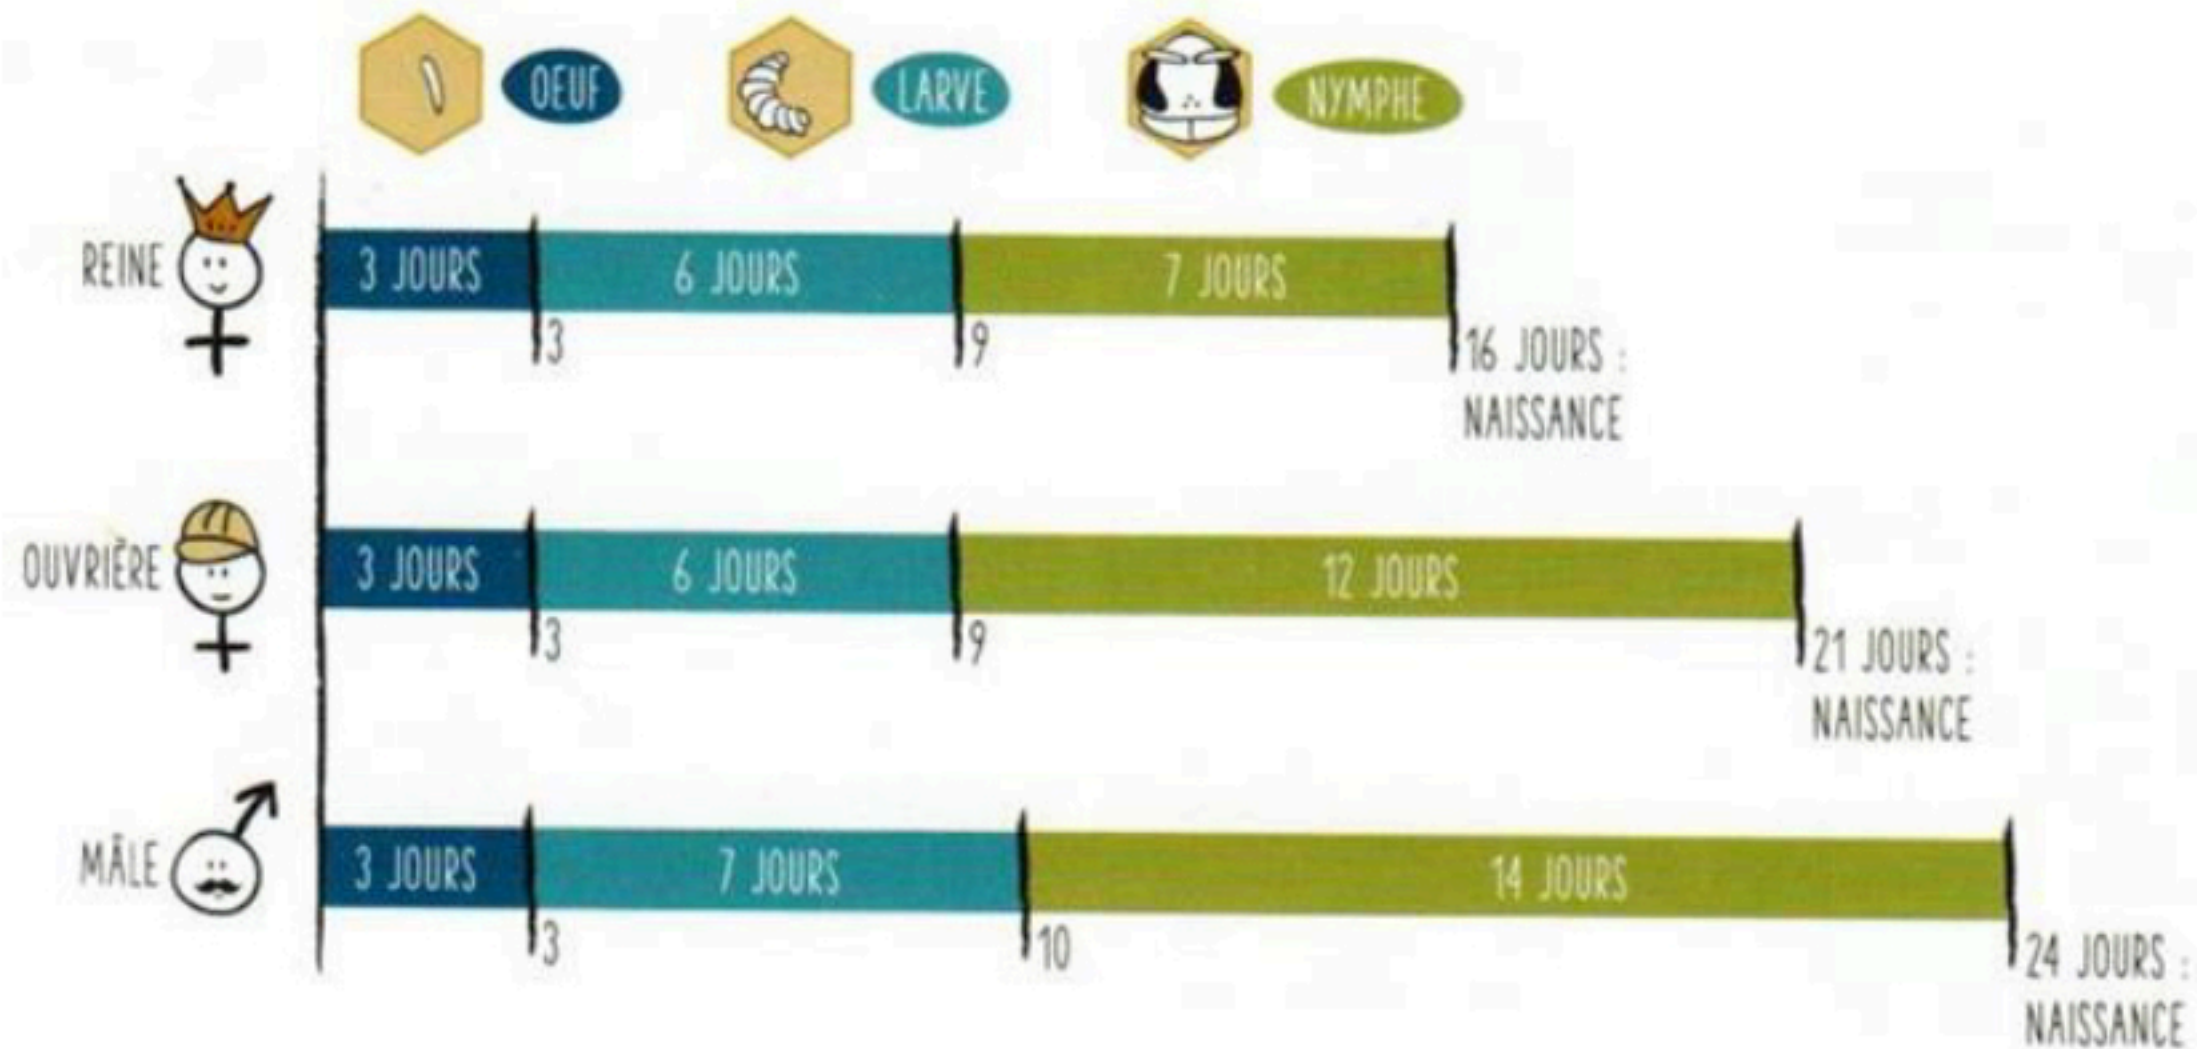 OEUF
LARVE
NYMPHE
REINE
3 JOURS
6 JOURS
7 JOURS
3
9
16 JOURS :
NAISSANCE
OUVRIÈRE
3 JOURS
6 JOURS
12 JOURS
3
9
21 JOURS :
NAISSANCE
MÂLE
3 JOURS
7 JOURS
14 JOURS
3
10
24 JOURS :
NAISSANCE